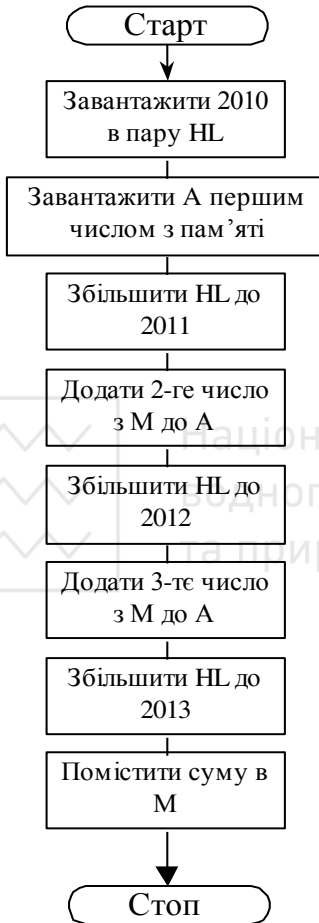 Старт
Завантажити 2010
в пару HL
Завантажити А першим
числом з пам’яті
Збільшити HL до
2011
Додати 2-ге число
з М до А
Збільшити HL до
2012
Додати 3-тє число
з М до А
Збільшити HL до
2013
Помістити суму в
М
Стоп